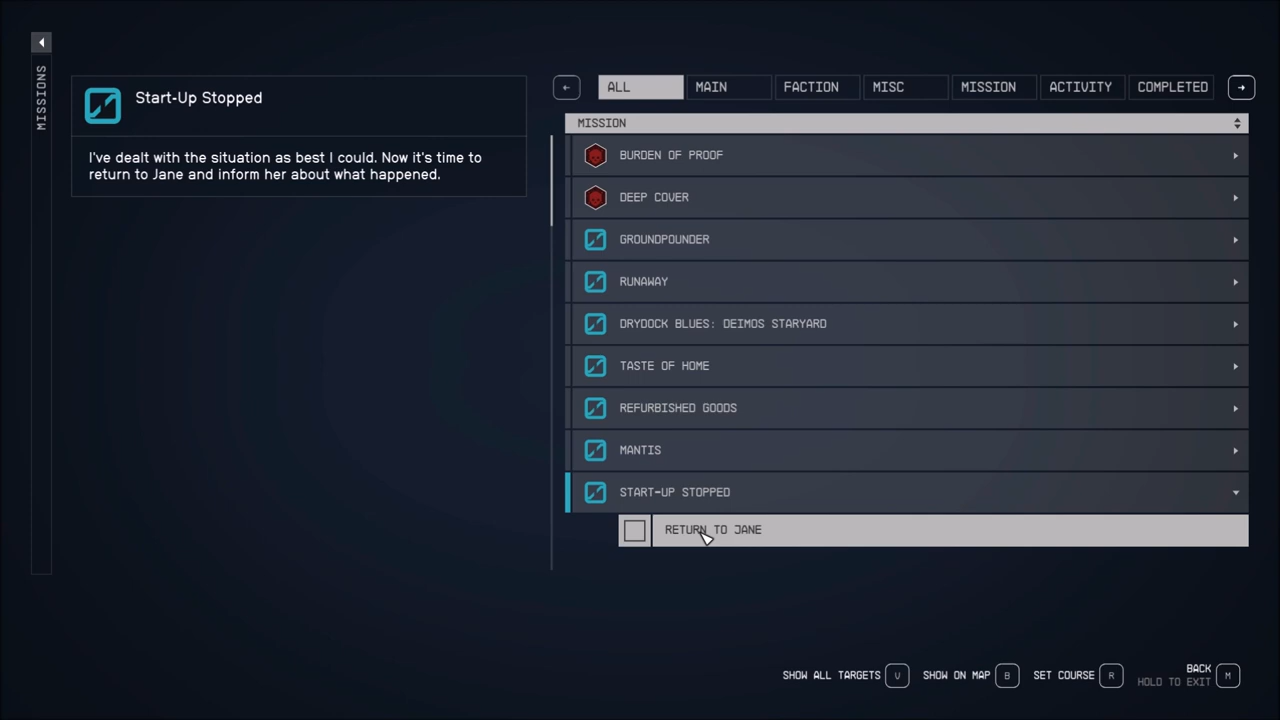 MISSIONS
Start-Up Stopped
I've dealt with the situation as best I could. Now it's time to
return to Jane and inform her about what happened.
ALL
MAIN
FACTION
MISC
MISSION
ACTIVITY
COMPLETED
MISSION
BURDEN OF PROOF
DEEP COVER
GROUNDPOUNDER
RUNAWAY
DRYDOCK BLUES: DEIMOS STARYARD
TASTE OF HOME
REFURBISHED GOODS
MANTIS
START-UP STOPPED
RETURN TO JANE
SHOW ALL TARGETS V
SHOW ON MAP B
SET COURSE R
BACK
HOLD TO EXIT M